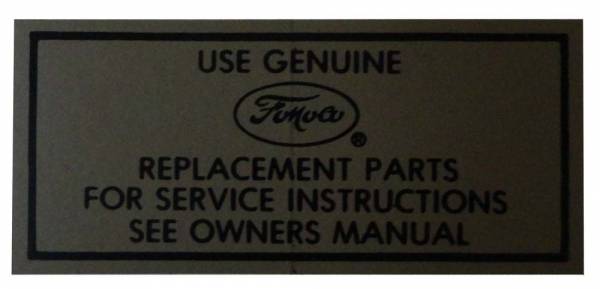 USE GENUINE
FoMoCo
®
REPLACEMENT PARTS
FOR SERVICE INSTRUCTIONS
SEE OWNERS MANUAL